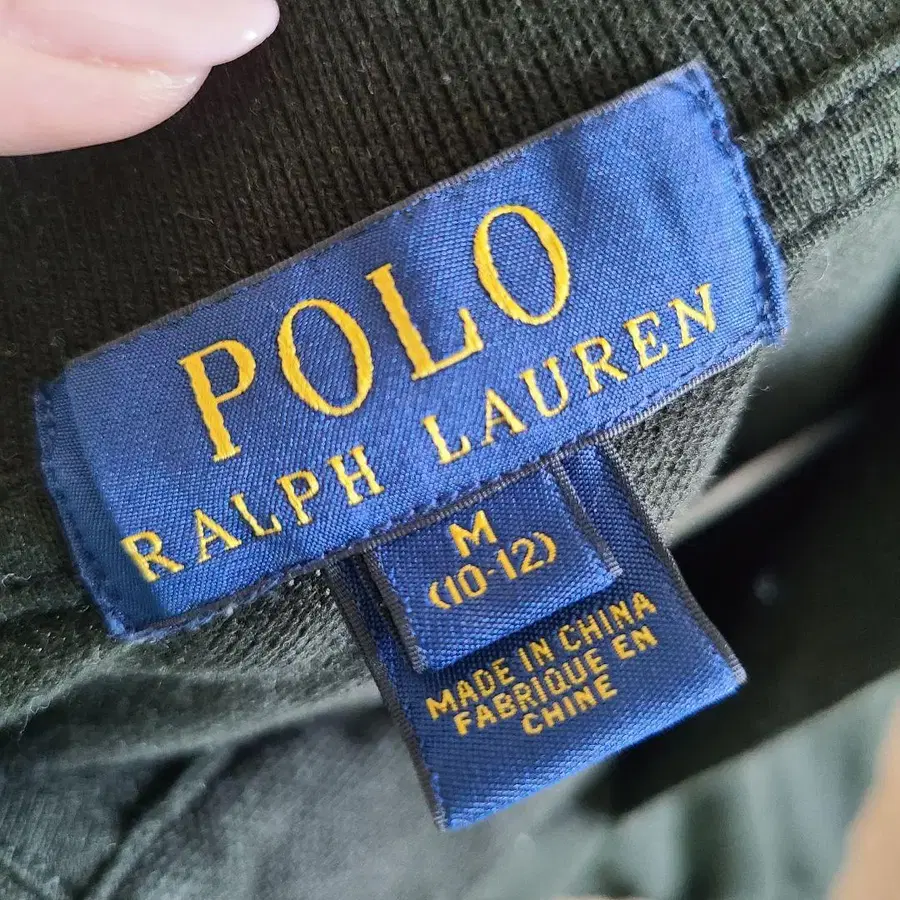 POLO
RALPH LAUREN
M
(10-12)
MADE IN CHINA
FABRIQUE EN
CHINE